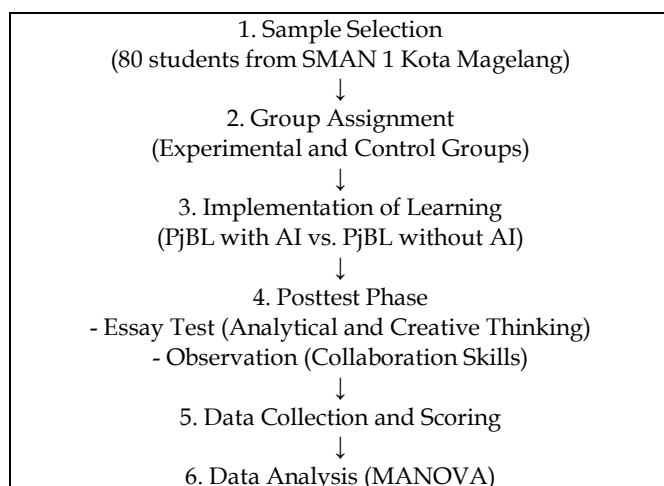 1. Sample Selection
(80 students from SMAN 1 Kota Magelang)
↓
2. Group Assignment
(Experimental and Control Groups)
↓
3. Implementation of Learning
(PjBL with AI vs. PjBL without AI)
↓
4. Posttest Phase
- Essay Test (Analytical and Creative Thinking)
- Observation (Collaboration Skills)
↓
5. Data Collection and Scoring
↓
6. Data Analysis (MANOVA)